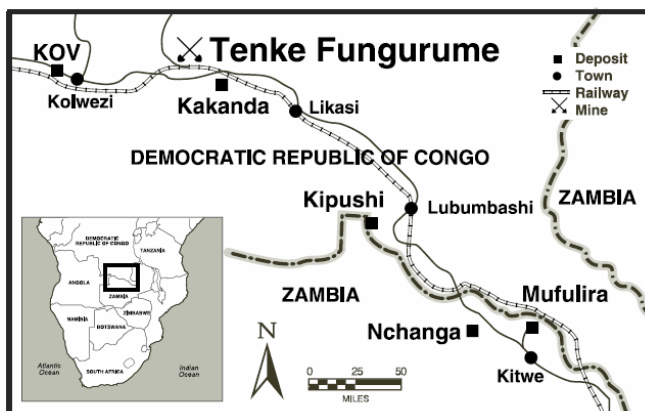 KOV
Tenke Fungurume
Deposit
Town
Railway
Mine
Kolwezi
Kakanda
Likasi
DEMOCRATIC REPUBLIC OF CONGO
ZAMBIA
Kipushi
Lubumbashi
DEMOCRATIC
REPUBLIC OF CONGO
TANZANIA
ANGOLA
ZAMBIA
ZIMBABWE
NAMIBIA
BOTSWANA
SOUTH AFRICA
Atlantic
Ocean
Indian
Ocean
ZAMBIA
Mufulira
Nchanga
Kitwe
N
0 25 50
MILES